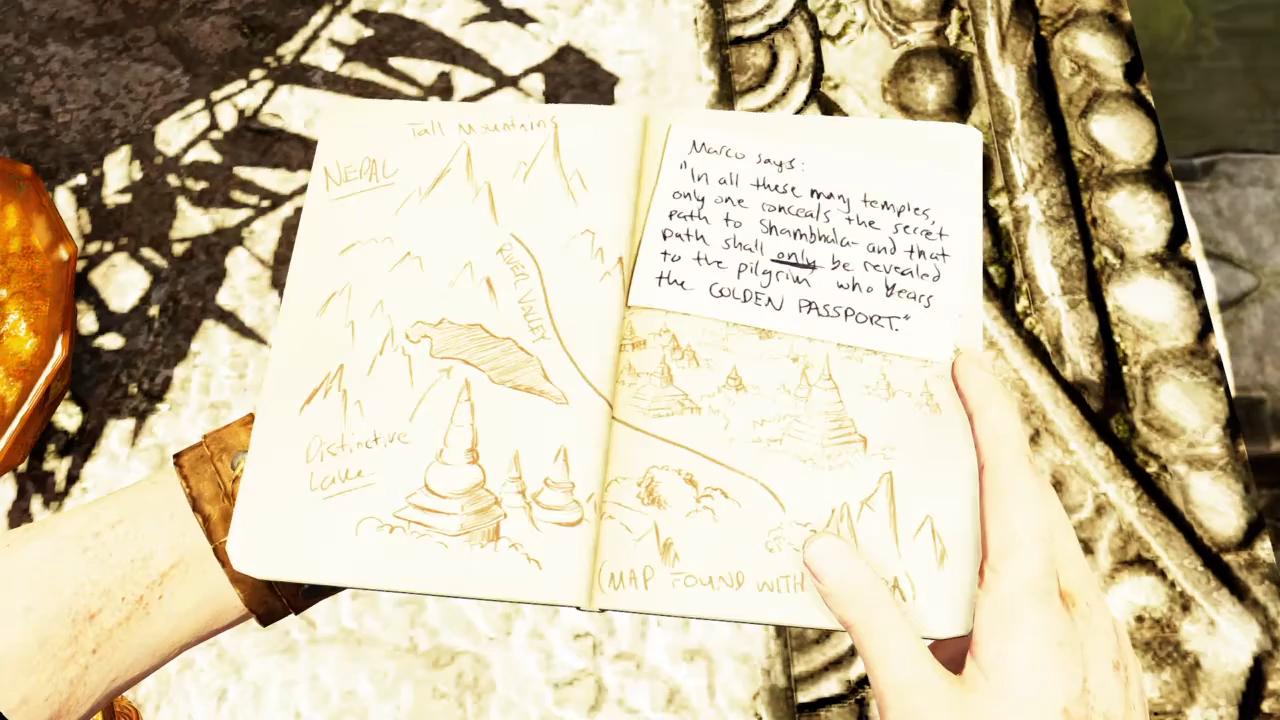 Tall Mountains
NEPAL
RIVER VALLEY
Distinctive
Lake
Marco says:
"In all these many temples,
only one conceals the secret
path to Shambhala- and that
path shall only be revealed
to the pilgrim who bears
the GOLDEN PASSPORT."
(MAP FOUND WITH